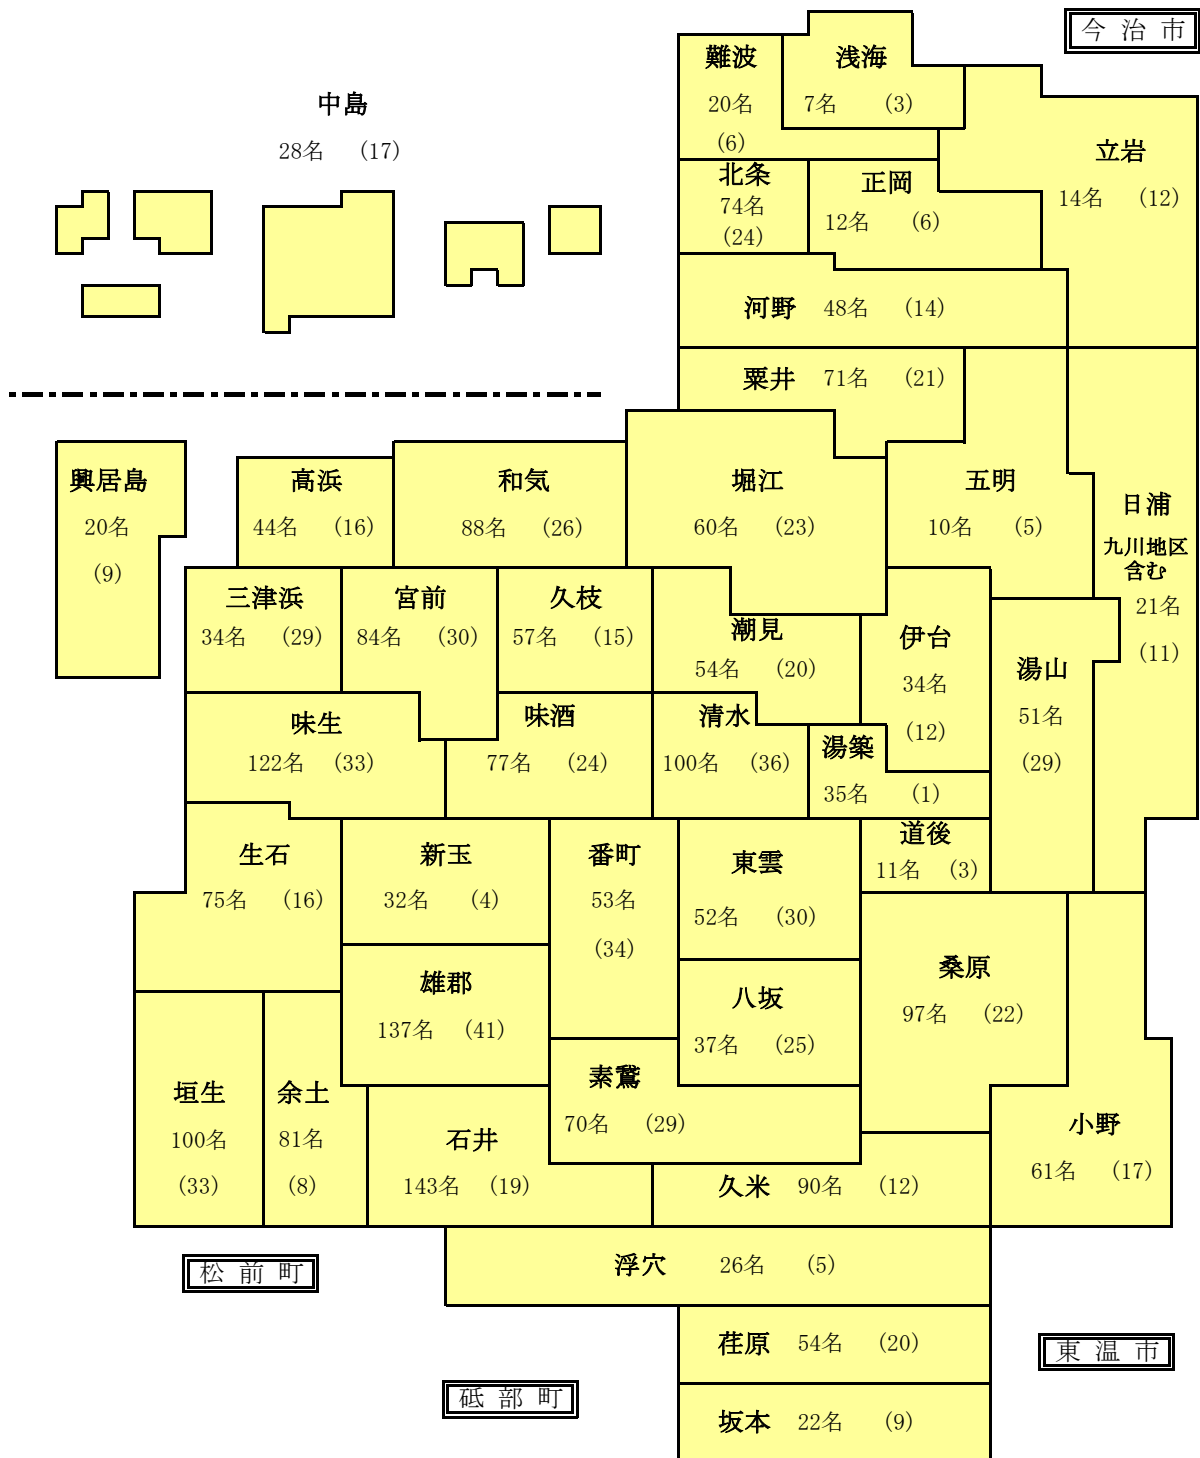 今治市
難波
20名
(6)
浅海
7名 (3)
中島
28名 (17)
立岩
14名 (12)
北条
74名
(24)
正岡
12名 (6)
河野 48名 (14)
粟井 71名 (21)
興居島
20名
(9)
高浜
44名 (16)
和気
88名 (26)
堀江
60名 (23)
五明
10名 (5)
日浦
九川地区
含む
21名
(11)
三津浜
34名 (29)
宮前
84名 (30)
久枝
57名 (15)
潮見
54名 (20)
伊台
34名
(12)
湯山
51名
(29)
味生
122名 (33)
味酒
77名 (24)
清水
100名 (36)
湯築
35名 (1)
道後
11名 (3)
生石
75名 (16)
新玉
32名 (4)
番町
53名
(34)
東雲
52名 (30)
雄郡
137名 (41)
八坂
37名 (25)
桑原
97名 (22)
垣生
100名
(33)
余土
81名
(8)
石井
143名 (19)
素鵞
70名 (29)
久米 90名 (12)
小野
61名 (17)
松前町
浮穴 26名 (5)
荏原 54名 (20)
東温市
砥部町
坂本 22名 (9)